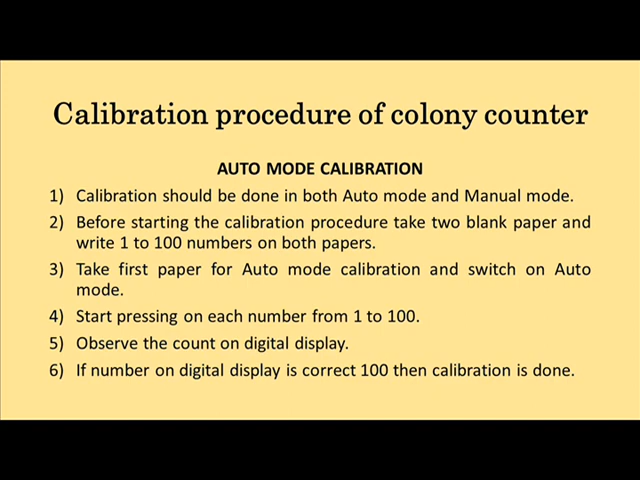 Calibration procedure of colony counter
AUTO MODE CALIBRATION
1) Calibration should be done in both Auto mode and Manual mode.
2) Before starting the calibration procedure take two blank paper and
write 1 to 100 numbers on both papers.
3) Take first paper for Auto mode calibration and switch on Auto
mode.
4) Start pressing on each number from 1 to 100.
5) Observe the count on digital display.
6) If number on digital display is correct 100 then calibration is done.